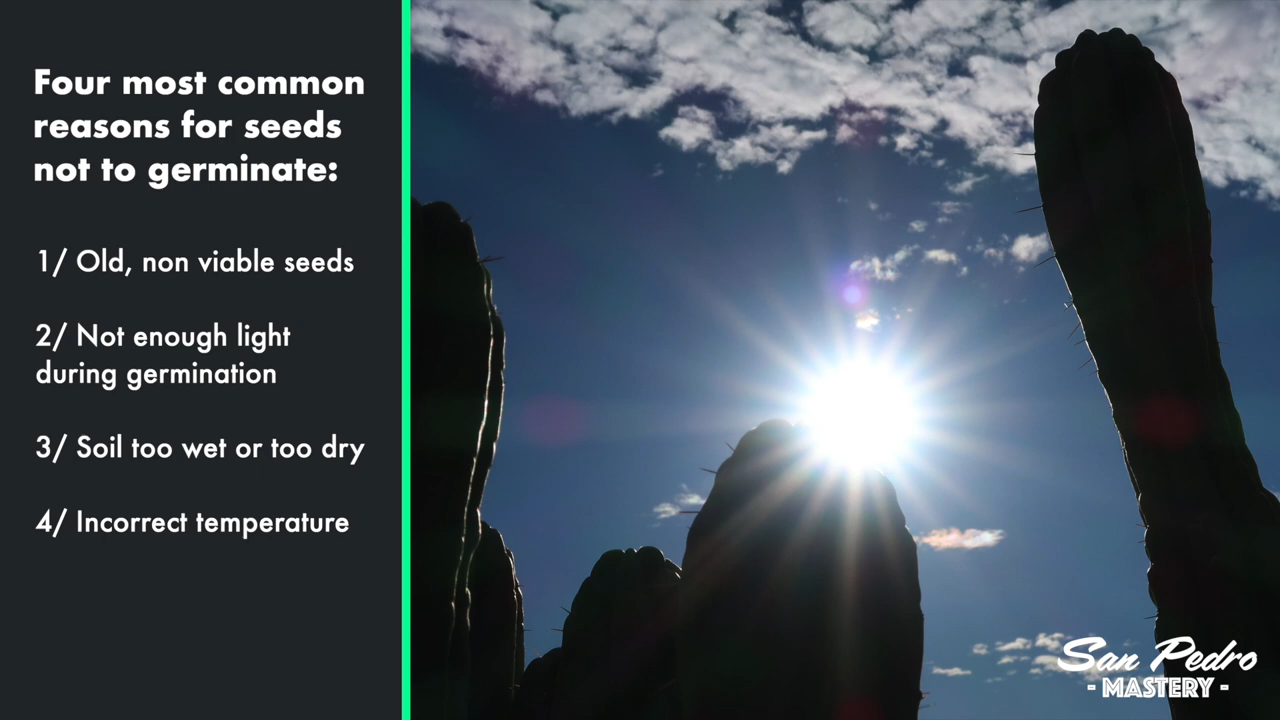 Four most common
reasons for seeds
not to germinate:
1/ Old, non viable seeds
2/ Not enough light
during germination
3/ Soil too wet or too dry
4/ Incorrect temperature
San Pedro
- MASTERY -